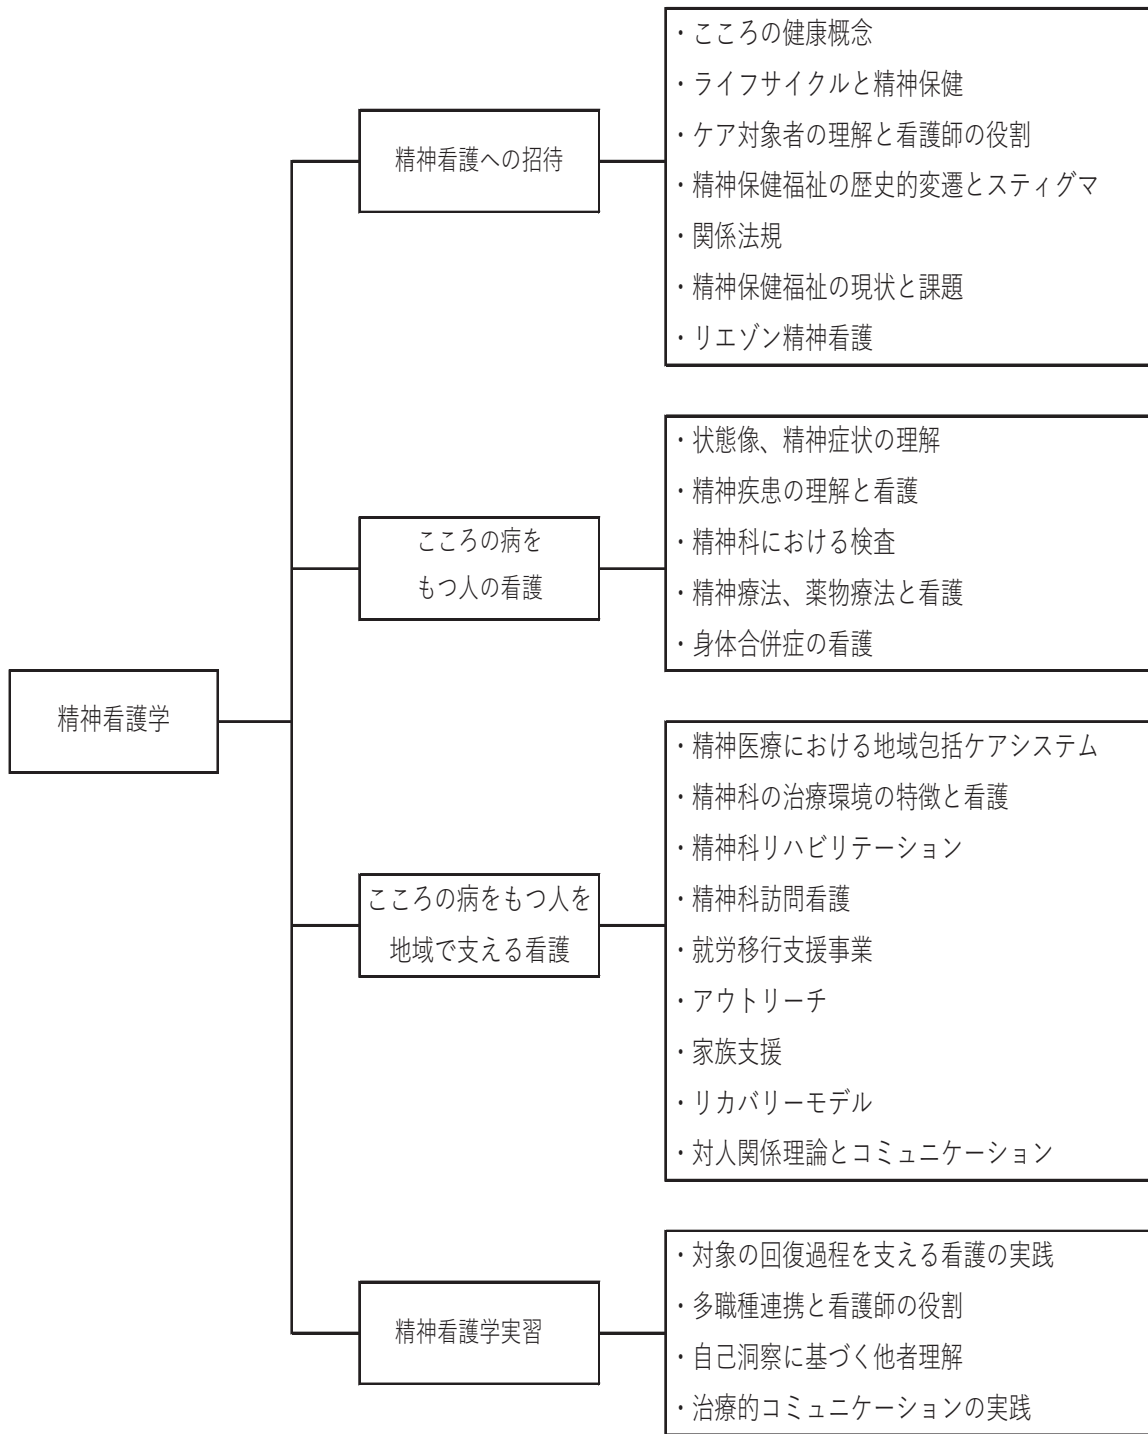 精神看護学
精神看護への招待
・こころの健康概念
・ライフサイクルと精神保健
・ケア対象者の理解と看護師の役割
・精神保健福祉の歴史的変遷とスティグマ
・関係法規
・精神保健福祉の現状と課題
・リエゾン精神看護
こころの病を
もつ人の看護
・状態像、精神症状の理解
・精神疾患の理解と看護
・精神科における検査
・精神療法、薬物療法と看護
・身体合併症の看護
こころの病をもつ人を
地域で支える看護
・精神医療における地域包括ケアシステム
・精神科の治療環境の特徴と看護
・精神科リハビリテーション
・精神科訪問看護
・就労移行支援事業
・アウトリーチ
・家族支援
・リカバリーモデル
・対人関係理論とコミュニケーション
精神看護学実習
・対象の回復過程を支える看護の実践
・多職種連携と看護師の役割
・自己洞察に基づく他者理解
・治療的コミュニケーションの実践